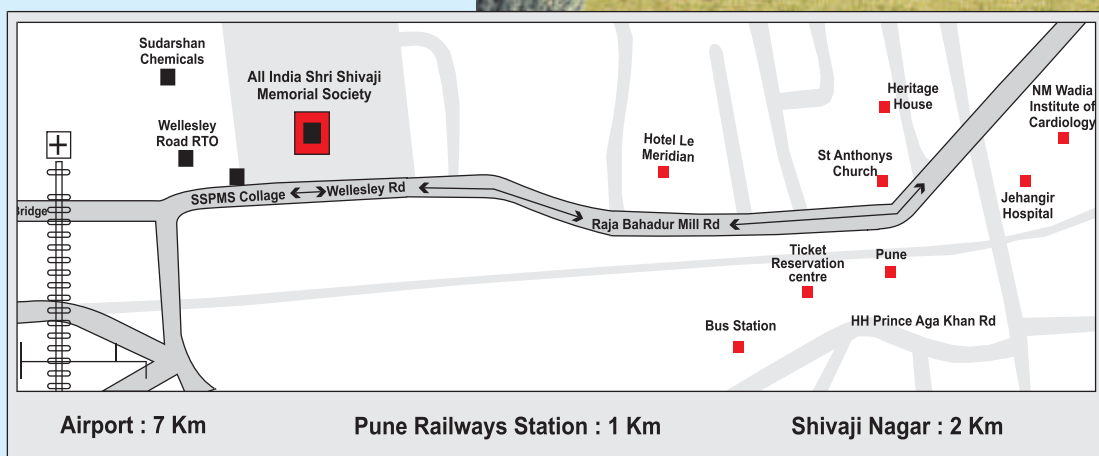 Sudarshan
Chemicals
All India Shri Shivaji
Memorial Society
Wellesley
Road RTO
SSPMS Collage
Wellesley Rd
Bridge
Hotel Le
Meridian
Heritage
House
NM Wadia
Institute of
Cardiology
St Anthonys
Church
Jehangir
Hospital
Raja Bahadur Mill Rd
Ticket
Reservation
centre
Pune
Bus Station
HH Prince Aga Khan Rd
Airport : 7 Km
Pune Railways Station : 1 Km
Shivaji Nagar : 2 Km